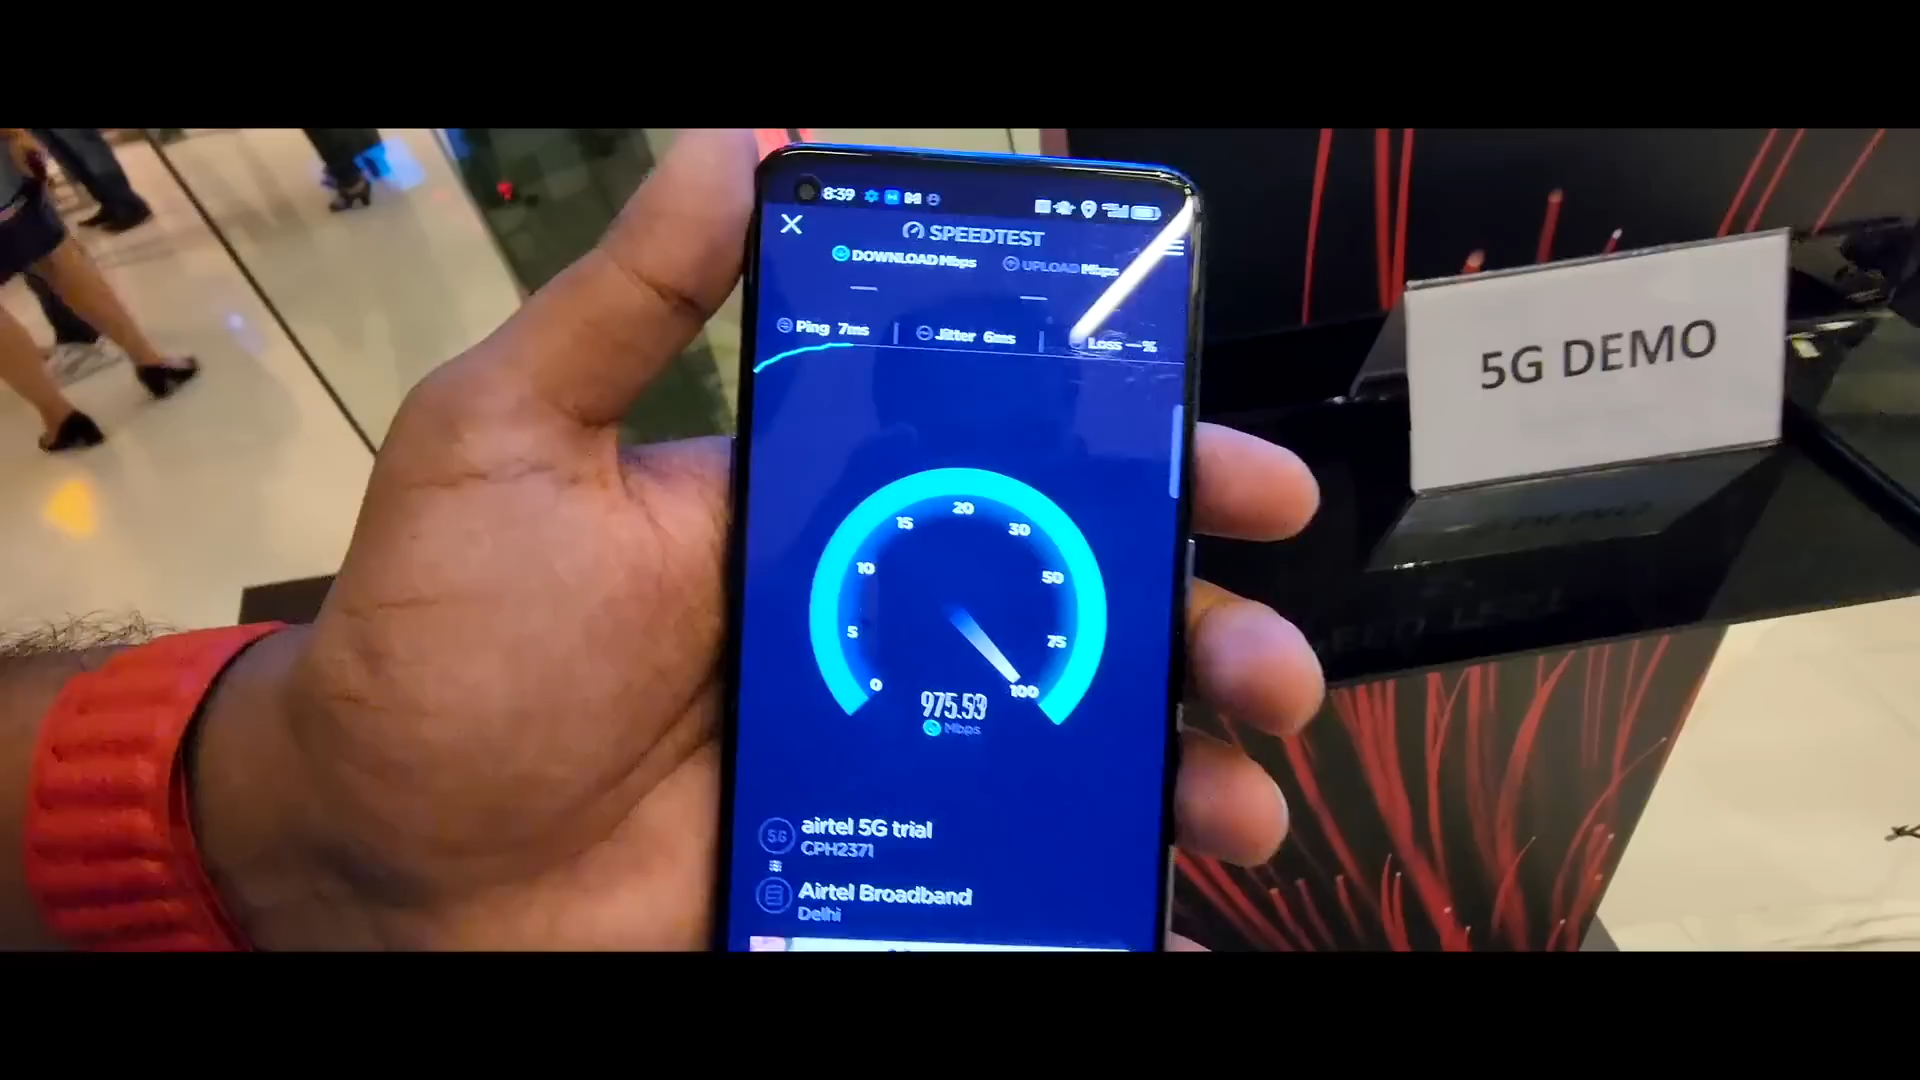 8:39
SPEEDTEST
DOWNLOAD Mbps
UPLOAD Mbps
Ping 7ms
Jitter 6ms
Loss —%
0
5
10
15
20
30
50
75
100
975.53
Mbps
5G
airtel 5G trial
CPH2371
Airtel Broadband
Delhi
5G DEMO